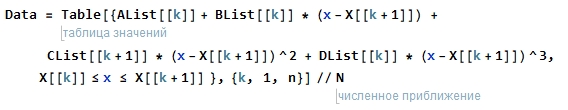 Data = Table[{AList[[k]] + BList[[k]] * (x - X[[k + 1]]) +
таблица значений
CList[[k + 1]] * (x - X[[k + 1]])^2 + DList[[k]] * (x - X[[k + 1]])^3,
X[[k]] ≤ x ≤ X[[k + 1]] }, {k, 1, n}] // N
численное приближение